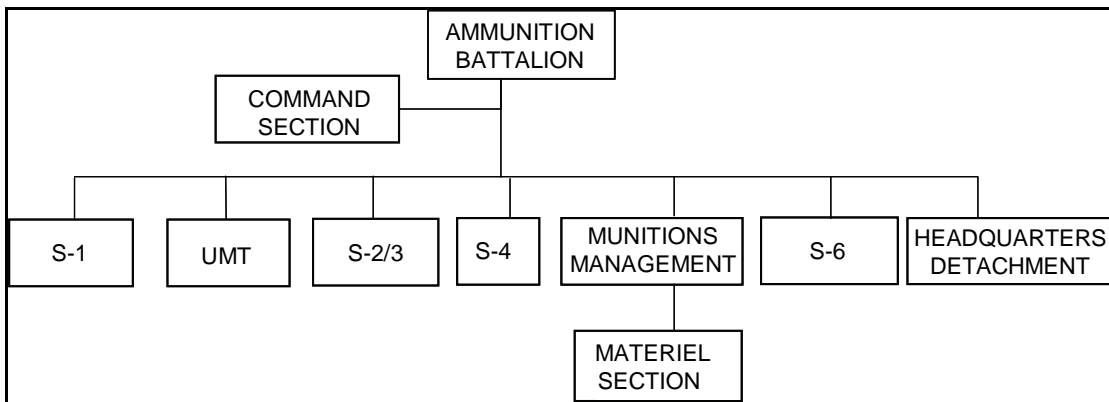 AMMUNITION
BATTALION
COMMAND
SECTION
S-1
UMT
S-2/3
S-4
MUNITIONS
MANAGEMENT
S-6
HEADQUARTERS
DETACHMENT
MATERIEL
SECTION